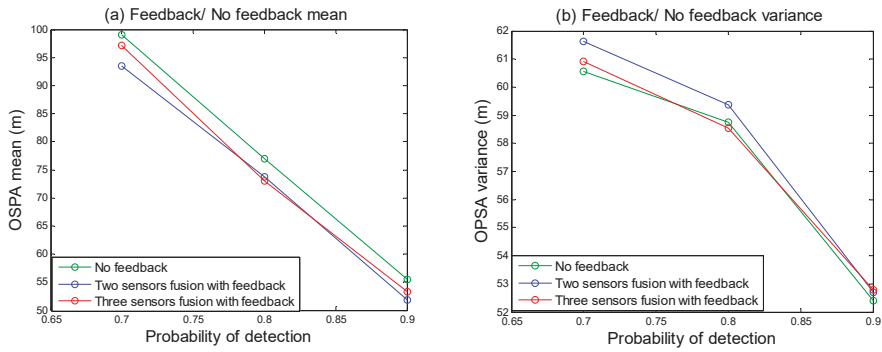 (a) Feedback/ No feedback mean
100
95
90
85
80
75
70
65
60
55
50
OSPA mean (m)
No feedback
Two sensors fusion with feedback
Three sensors fusion with feedback
0.65 0.7 0.75 0.8 0.85 0.9
Probability of detection
(b) Feedback/ No feedback variance
62
61
60
59
58
57
56
55
54
53
52
OPSA variance (m)
No feedback
Two sensors fusion with feedback
Three sensors fusion with feedback
0.65 0.7 0.75 0.8 0.85 0.9
Probability of detection